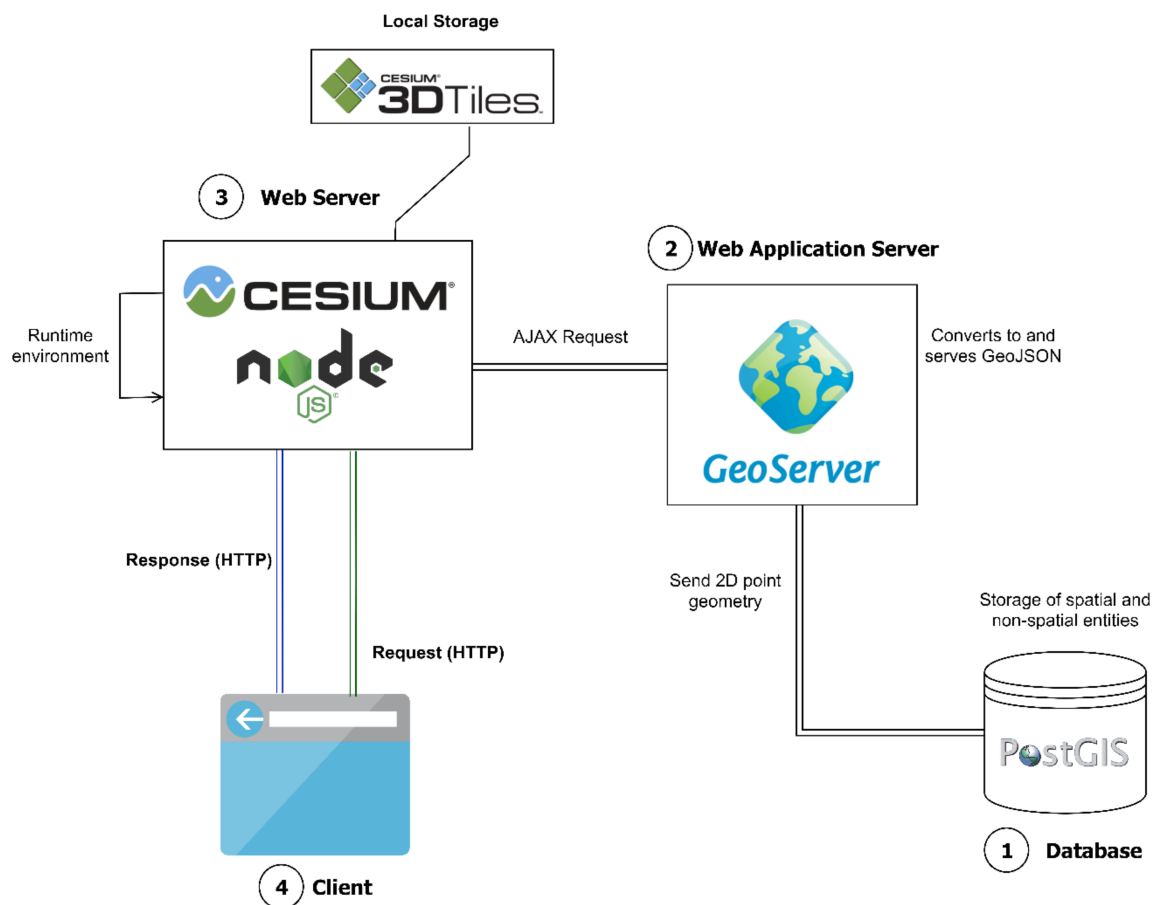 Local Storage
CESIUM®
3DTiles™
3 Web Server
CESIUM®
node
JS®
Runtime
environment
AJAX Request
2 Web Application Server
GeoServer
Converts to and
serves GeoJSON
Response (HTTP)
Request (HTTP)
Send 2D point
geometry
Storage of spatial and
non-spatial entities
PostGIS
1 Database
4 Client